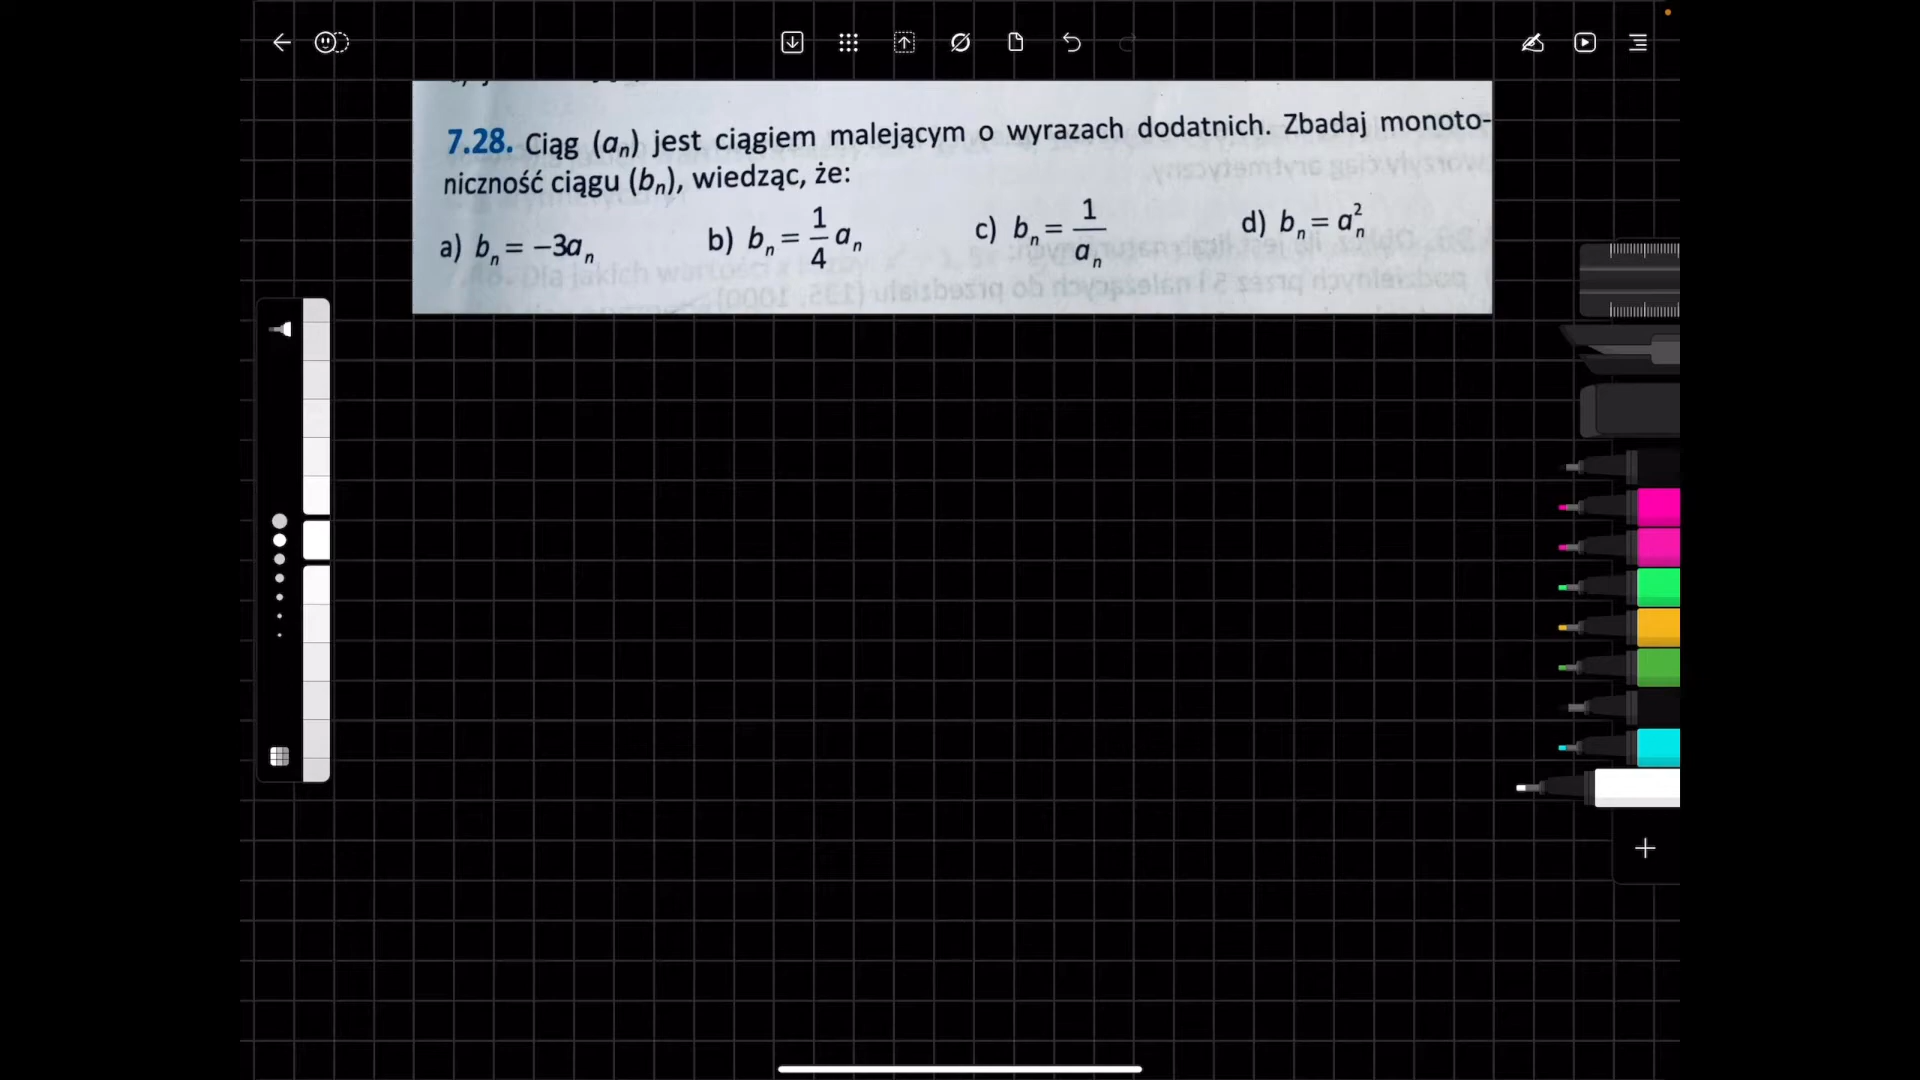 7.28. Ciąg (aₙ) jest ciągiem malejącym o wyrazach dodatnich. Zbadaj monoto-
niczność ciągu (bₙ), wiedząc, że:
a) bₙ = −3aₙ b) bₙ = 1/4 aₙ c) bₙ = 1/aₙ d) bₙ = aₙ²